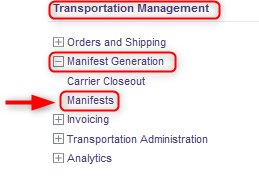 Transportation Management
Orders and Shipping
Manifest Generation
Carrier Closeout
Manifests
Invoicing
Transportation Administration
Analytics